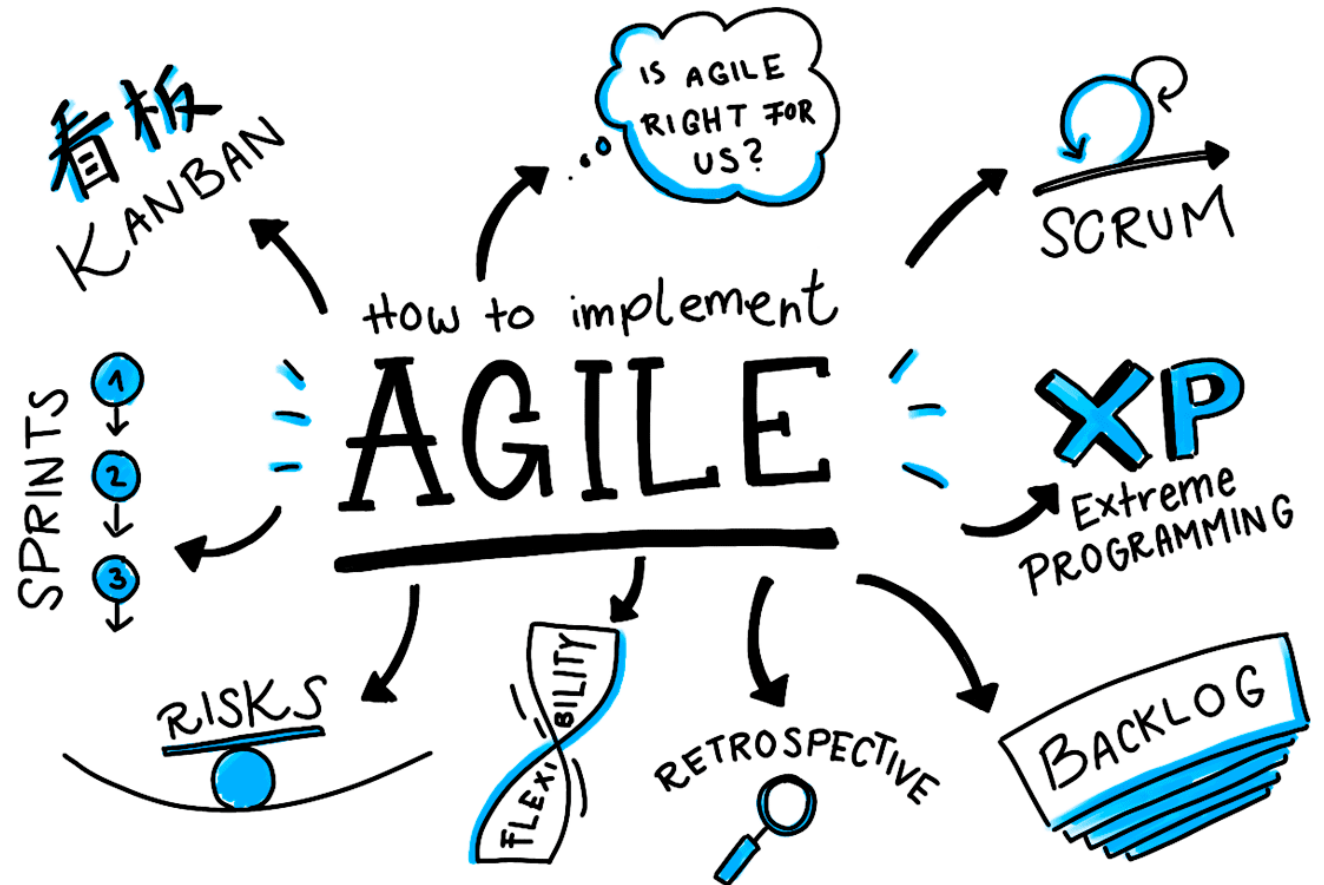 看板
KANBAN
IS AGILE
RIGHT FOR
US?
SCRUM
How to implement
AGILE
SPRINTS
1
2
3
XP
Extreme
PROGRAMMING
RISKS
FLEXI
BILITY
RETROSPECTIVE
BACKLOG